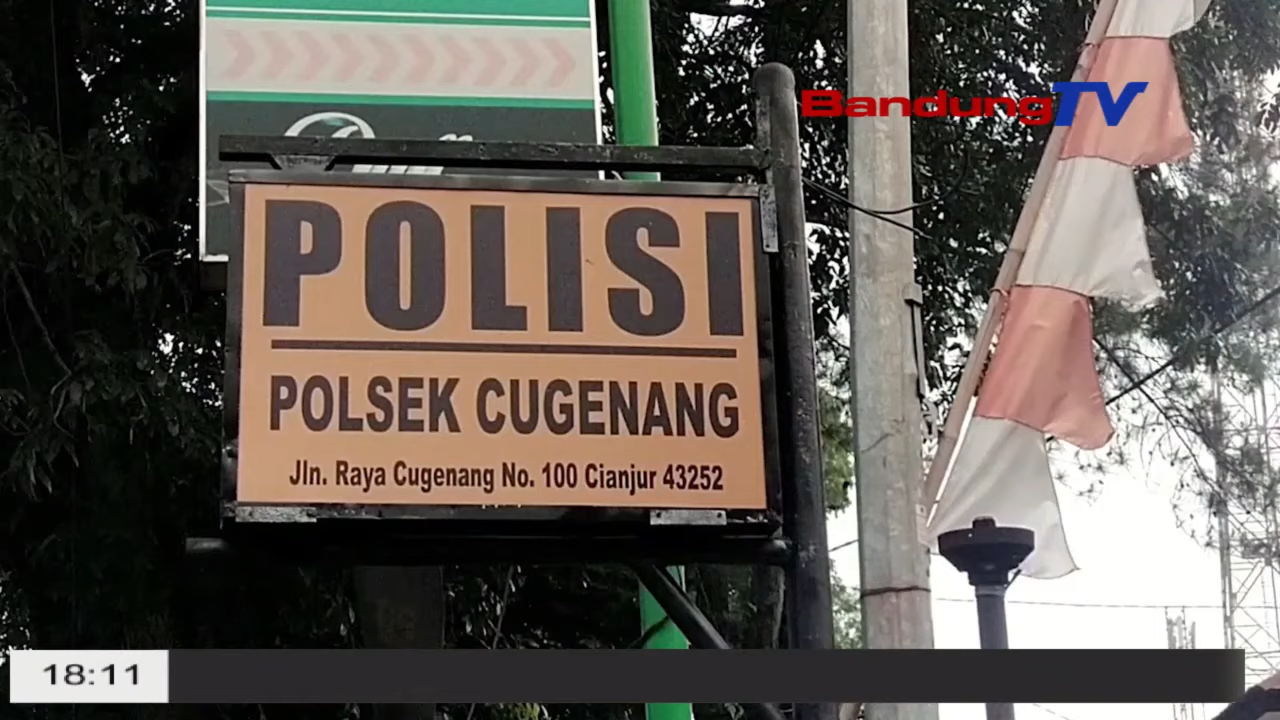 BandungTV
POLISI
POLSEK CUGENANG
Jln. Raya Cugenang No. 100 Cianjur 43252
18:11